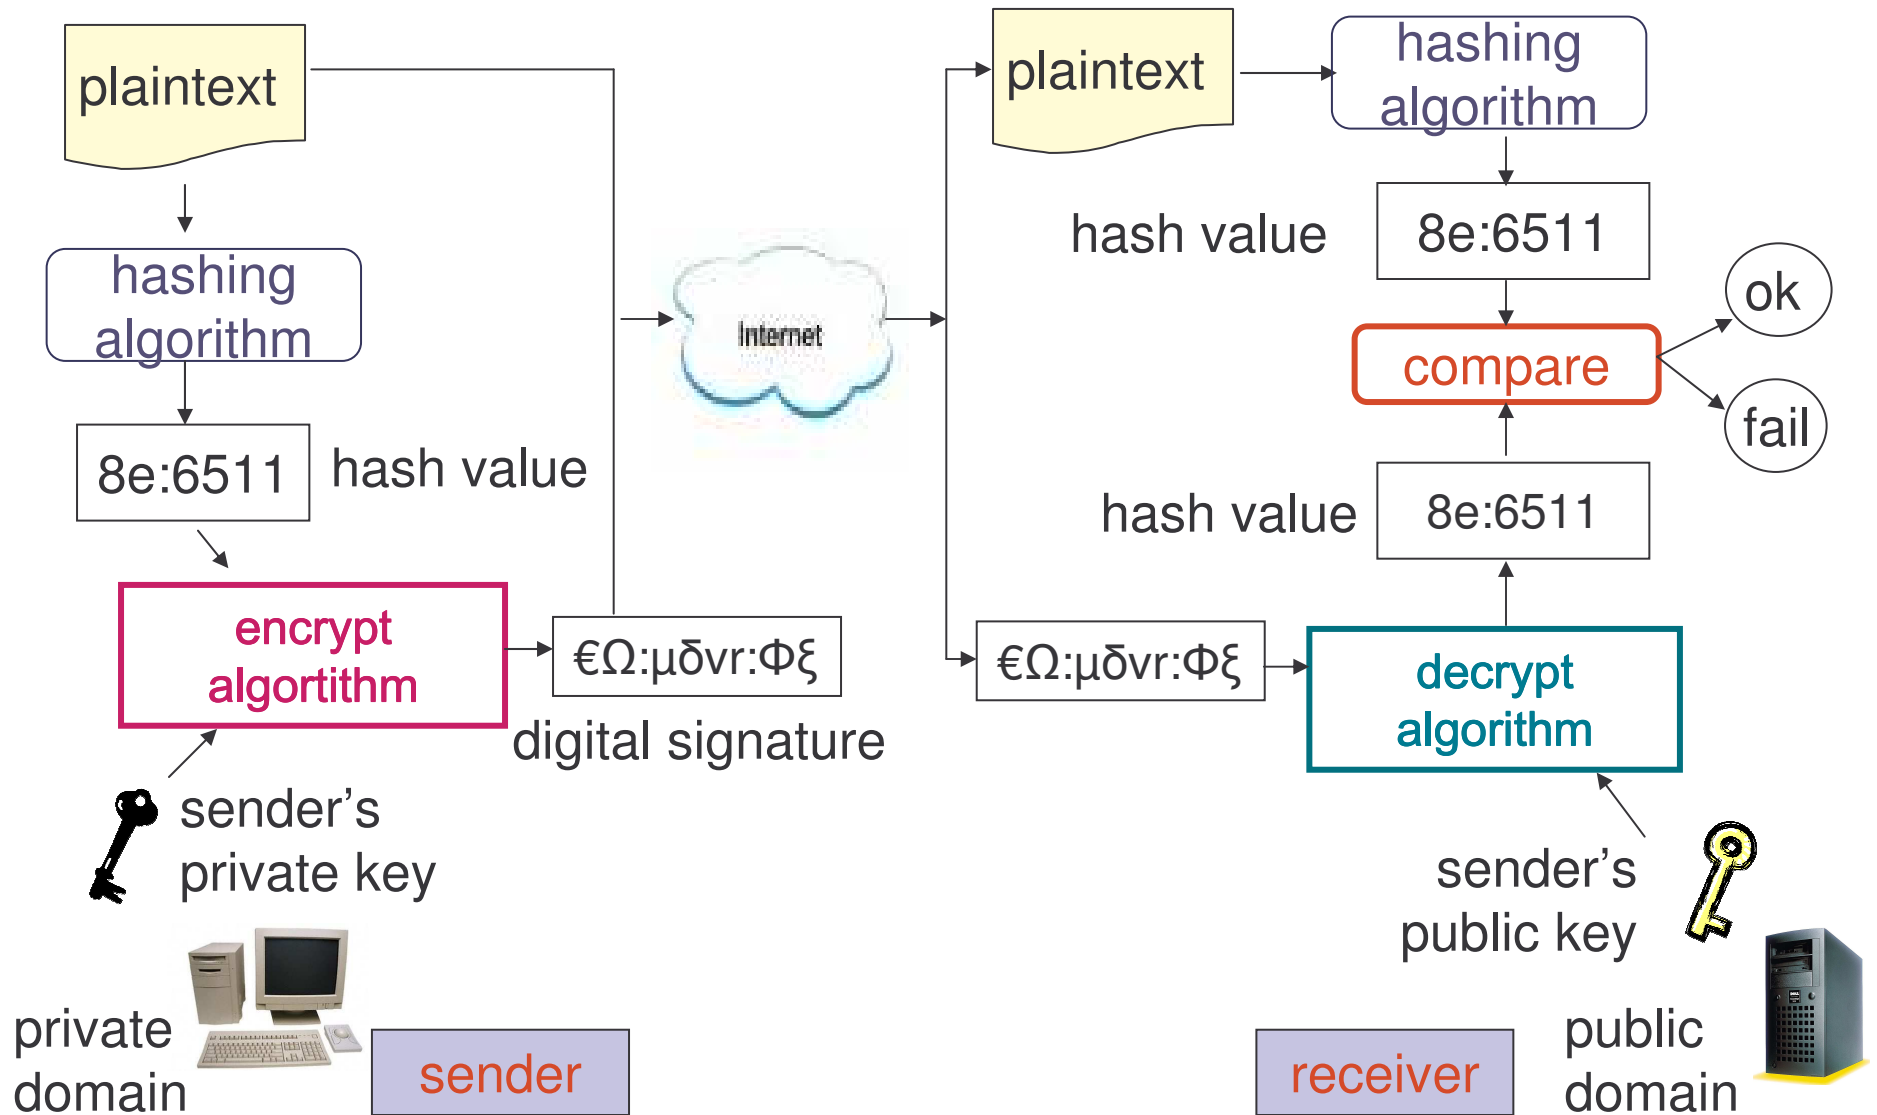 plaintext
hashing
algorithm
8e:6511
hash value
encrypt
algortithm
€Ω:μδvr:Φξ
digital signature
sender’s
private key
private
domain
sender
Internet
plaintext
hashing
algorithm
hash value
8e:6511
compare
ok
fail
hash value
8e:6511
€Ω:μδvr:Φξ
decrypt
algorithm
sender’s
public key
public
domain
receiver